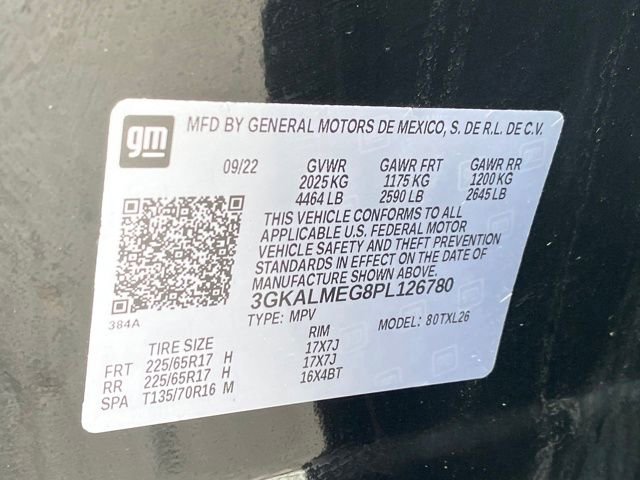 gm MFD BY GENERAL MOTORS DE MEXICO, S. DE R.L. DE C.V.
09/22 GVWR GAWR FRT GAWR RR
2025 KG 1175 KG 1200 KG
4464 LB 2590 LB 2645 LB
THIS VEHICLE CONFORMS TO ALL
APPLICABLE U.S. FEDERAL MOTOR
VEHICLE SAFETY AND THEFT PREVENTION
STANDARDS IN EFFECT ON THE DATE OF
MANUFACTURE SHOWN ABOVE.
3GKALMEG8PL126780
384A TYPE: MPV MODEL: 80TXL26
TIRE SIZE RIM
FRT 225/65R17 H 17X7J
RR 225/65R17 H 17X7J
SPA T135/70R16 M 16X4BT